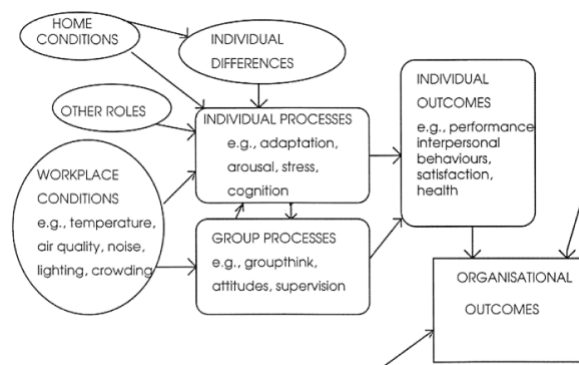 HOME
CONDITIONS
INDIVIDUAL
DIFFERENCES
OTHER ROLES
INDIVIDUAL PROCESSES
e.g., adaptation,
arousal, stress,
cognition
INDIVIDUAL
OUTCOMES
e.g., performance
interpersonal
behaviours,
satisfaction,
health
WORKPLACE
CONDITIONS
e.g., temperature,
air quality, noise,
lighting, crowding
GROUP PROCESSES
e.g., groupthink,
attitudes, supervision
ORGANISATIONAL
OUTCOMES